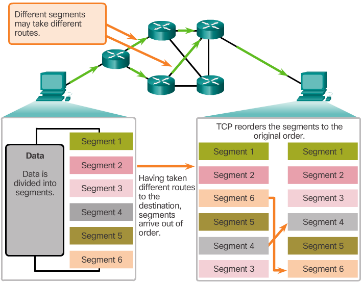 Different segments
may take different
routes.
Data
Data is
divided into
segments.
Segment 1
Segment 2
Segment 3
Segment 4
Segment 5
Segment 6
Having taken
different routes
to the
destination,
segments
arrive out of
order.
TCP reorders the segments to the
original order.
Segment 1
Segment 2
Segment 6
Segment 5
Segment 4
Segment 3
Segment 1
Segment 2
Segment 3
Segment 4
Segment 5
Segment 6